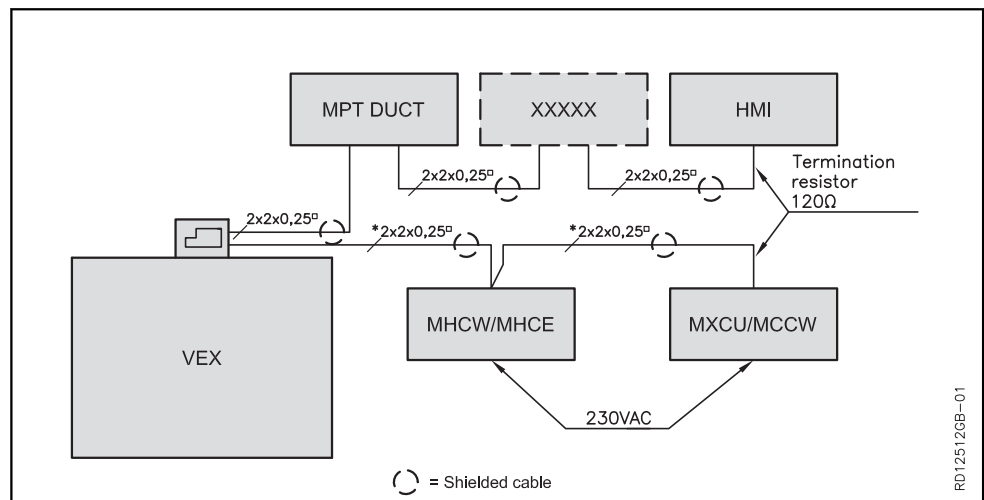 MPT DUCT
XXXXX
HMI
2x2x0,25□
2x2x0,25□
Termination
resistor
120Ω
2x2x0,25□
*2x2x0,25□
*2x2x0,25□
MHCW/MHCE
MXCU/MCCW
VEX
230VAC
= Shielded cable
RD12512GB-01